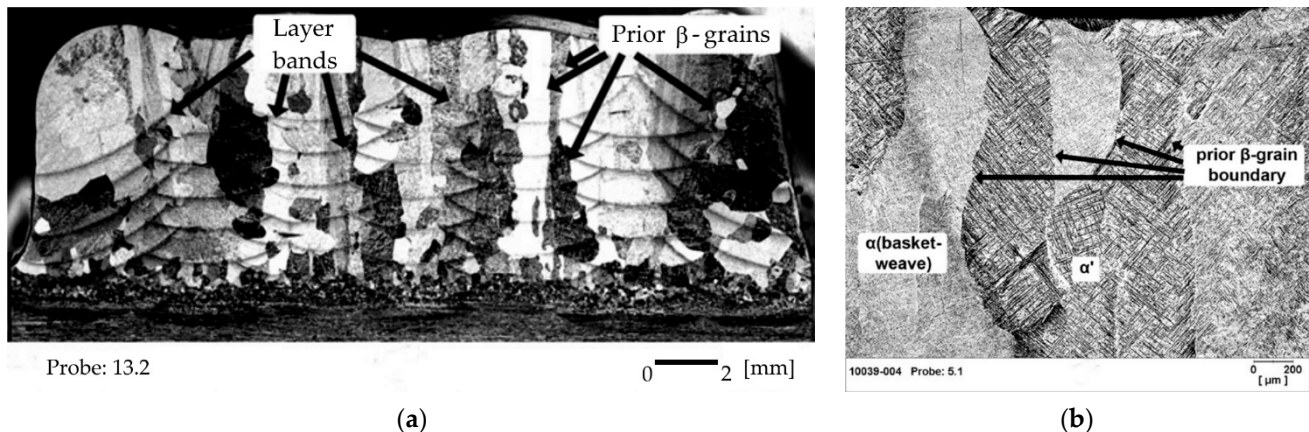 Layer
bands
Prior β-grains
Probe: 13.2
0 2 [mm]
(a)
prior β-grain
boundary
α(basket-
weave)
α'
10039-004 Probe: 5.1
0 200
[ µm ]
(b)